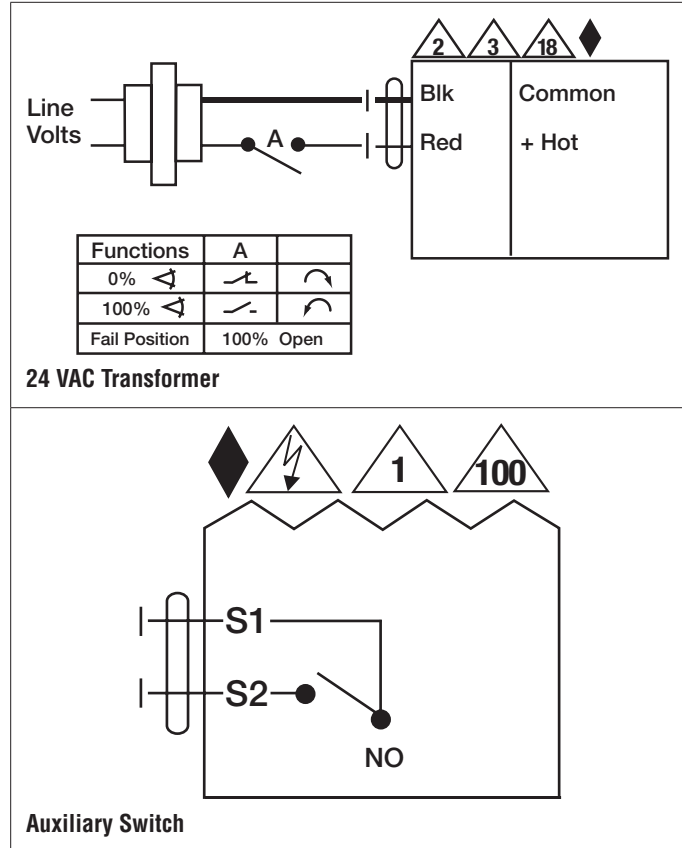 2 3 18
Line
Volts
A
Blk Common
Red + Hot
Functions A
0%
100%
Fail Position 100% Open
24 VAC Transformer
1 100
S1
S2
NO
Auxiliary Switch